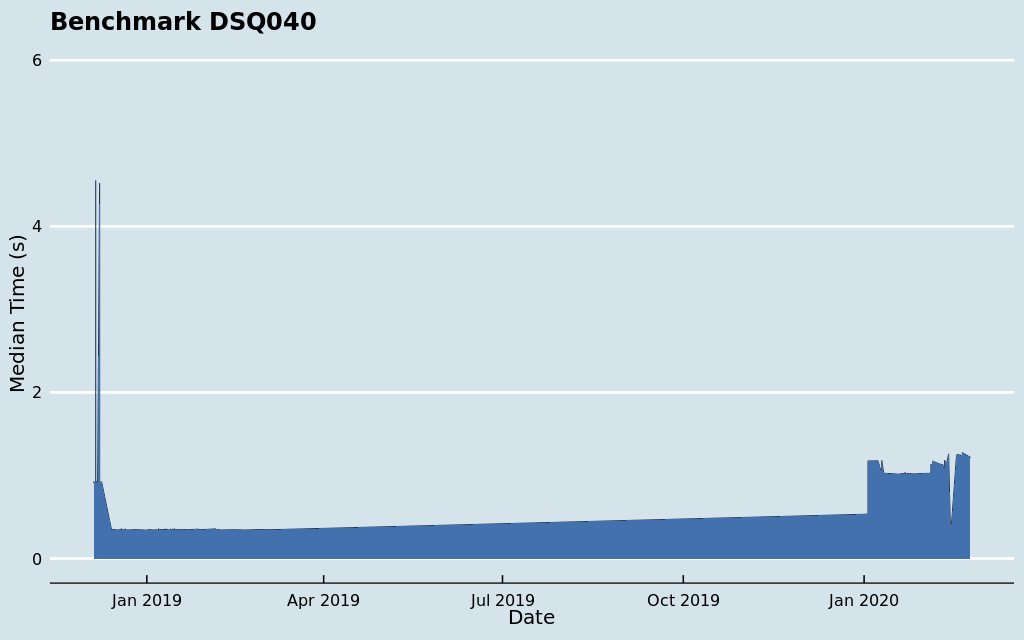 Benchmark DSQ040
6
4
2
0
Median Time (s)
Jan 2019
Apr 2019
Jul 2019
Oct 2019
Jan 2020
Date